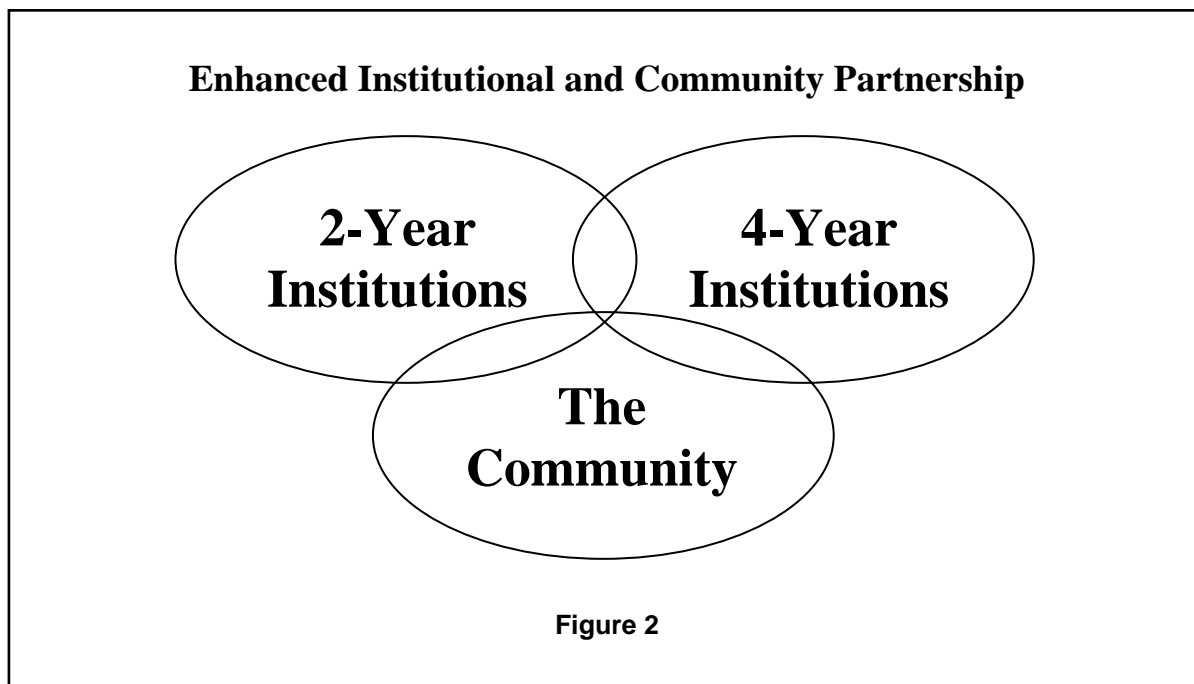 Enhanced Institutional and Community Partnership
2-Year
Institutions
4-Year
Institutions
The
Community
Figure 2